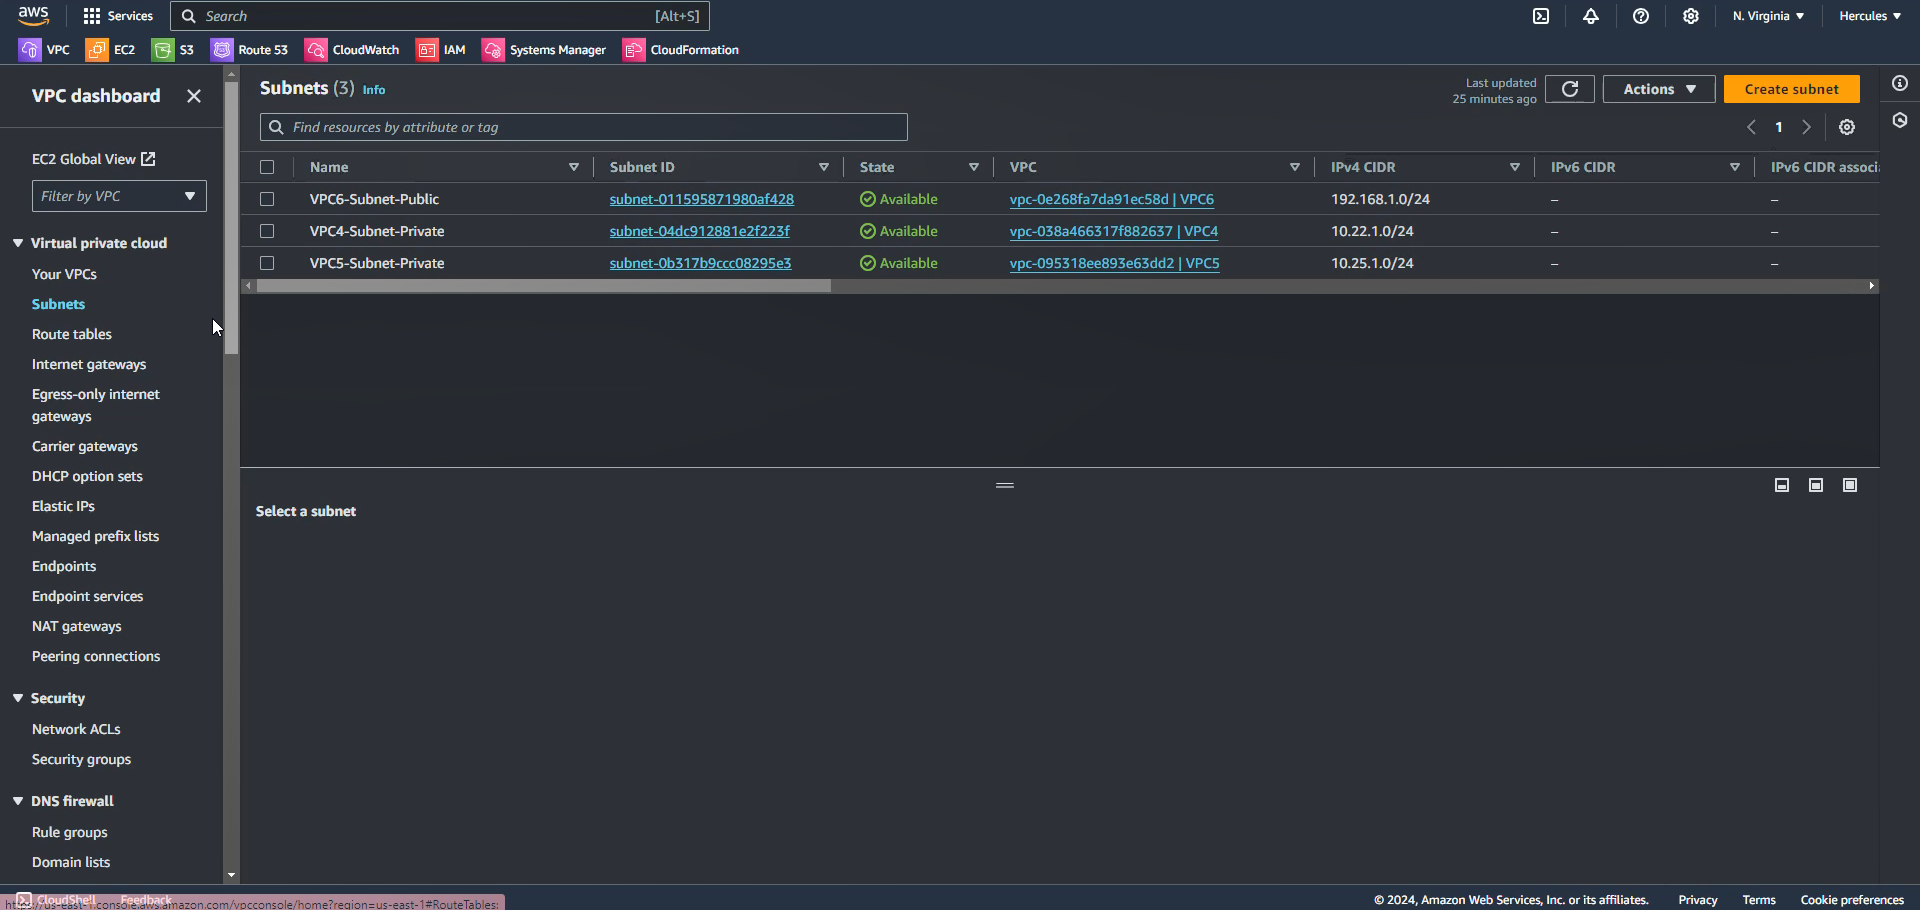 aws Services Search [Alt+S] N. Virginia Hercules
VPC EC2 S3 Route 53 CloudWatch IAM Systems Manager CloudFormation
VPC dashboard
EC2 Global View
Filter by VPC
Virtual private cloud
Your VPCs
Subnets
Route tables
Internet gateways
Egress-only internet
gateways
Carrier gateways
DHCP option sets
Elastic IPs
Managed prefix lists
Endpoints
Endpoint services
NAT gateways
Peering connections
Security
Network ACLs
Security groups
DNS firewall
Rule groups
Domain lists
Subnets (3) Info
Last updated
25 minutes ago
Actions
Create subnet
Find resources by attribute or tag
1
Name Subnet ID State VPC IPv4 CIDR IPv6 CIDR IPv6 CIDR associ
VPC6-Subnet-Public subnet-011595871980af428 Available vpc-0e268fa7da91ec58d | VPC6 192.168.1.0/24 – –
VPC4-Subnet-Private subnet-04dc912881e2f223f Available vpc-038a466317f882637 | VPC4 10.22.1.0/24 – –
VPC5-Subnet-Private subnet-0b317b9ccc08295e3 Available vpc-095318ee893e63dd2 | VPC5 10.25.1.0/24 – –
Select a subnet
CloudShell Feedback
https://us-east-1.console.aws.amazon.com/vpcconsole/home?region=us-east-1#RouteTables:
© 2024, Amazon Web Services, Inc. or its affiliates. Privacy Terms Cookie preferences